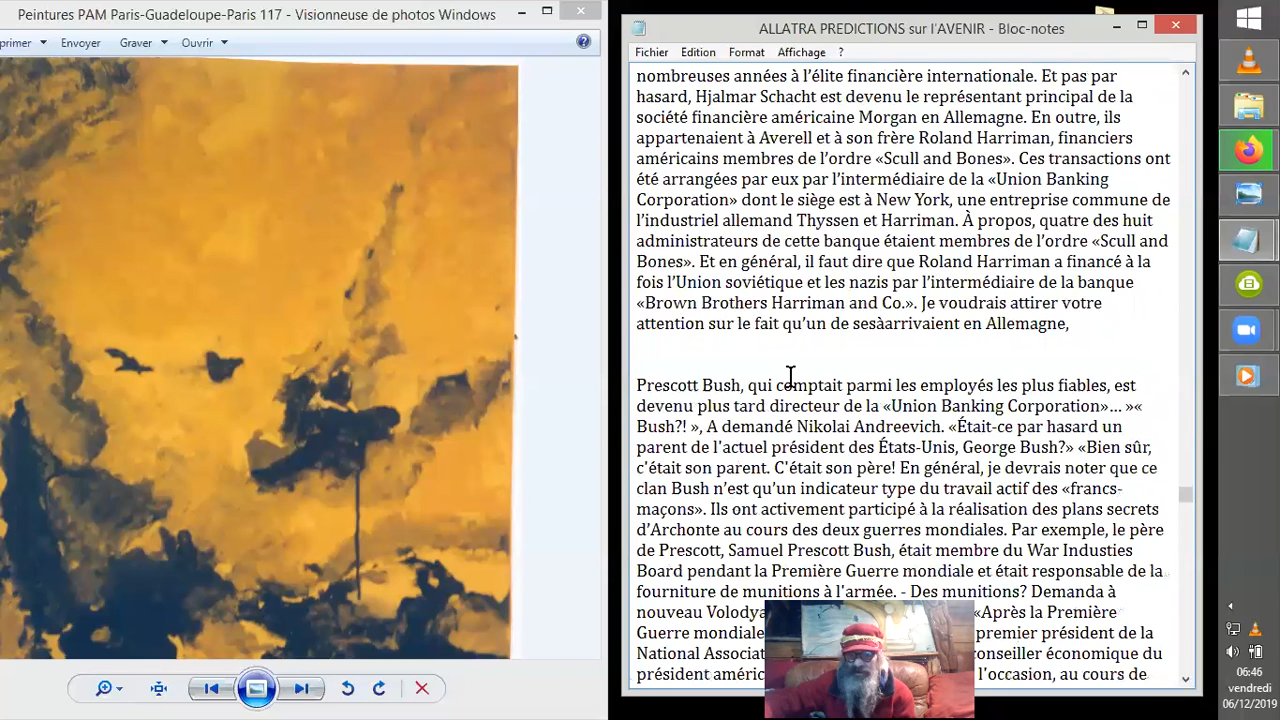 Peintures PAM Paris-Guadeloupe-Paris 117 - Visionneuse de photos Windows
primer Envoyer Graver Ouvrir
ALLATRA PREDICTIONS sur l'AVENIR - Bloc-notes
Fichier Edition Format Affichage ?
nombreuses années à l’élite financière internationale. Et pas par
hasard, Hjalmar Schacht est devenu le représentant principal de la
société financière américaine Morgan en Allemagne. En outre, ils
appartenaient à Averell et à son frère Roland Harriman, financiers
américains membres de l’ordre «Scull and Bones». Ces transactions ont
été arrangées par eux par l’intermédiaire de la «Union Banking
Corporation» dont le siège est à New York, une entreprise commune de
l’industriel allemand Thyssen et Harriman. À propos, quatre des huit
administrateurs de cette banque étaient membres de l’ordre «Scull and
Bones». Et en général, il faut dire que Roland Harriman a financé à la
fois l’Union soviétique et les nazis par l’intermédiaire de la banque
«Brown Brothers Harriman and Co.». Je voudrais attirer votre
attention sur le fait qu’un de sesàarrivaient en Allemagne,
Prescott Bush, qui comptait parmi les employés les plus fiables, est
devenu plus tard directeur de la «Union Banking Corporation»... »«
Bush?! », A demandé Nikolai Andreevich. «Était-ce par hasard un
parent de l'actuel président des États-Unis, George Bush?» «Bien sûr,
c'était son parent. C'était son père! En général, je devrais noter que ce
clan Bush n’est qu’un indicateur type du travail actif des «francs-
maçons». Ils ont activement participé à la réalisation des plans secrets
d’Archonte au cours des deux guerres mondiales. Par exemple, le père
de Prescott, Samuel Prescott Bush, était membre du War Industies
Board pendant la Première Guerre mondiale et était responsable de la
fourniture de munitions à l'armée. - Des munitions? Demanda à
nouveau Volodya «Après la Première
Guerre mondiale premier président de la
National Associat conseiller économique du
président améric l'occasion, au cours de
06:46
vendredi
06/12/2019